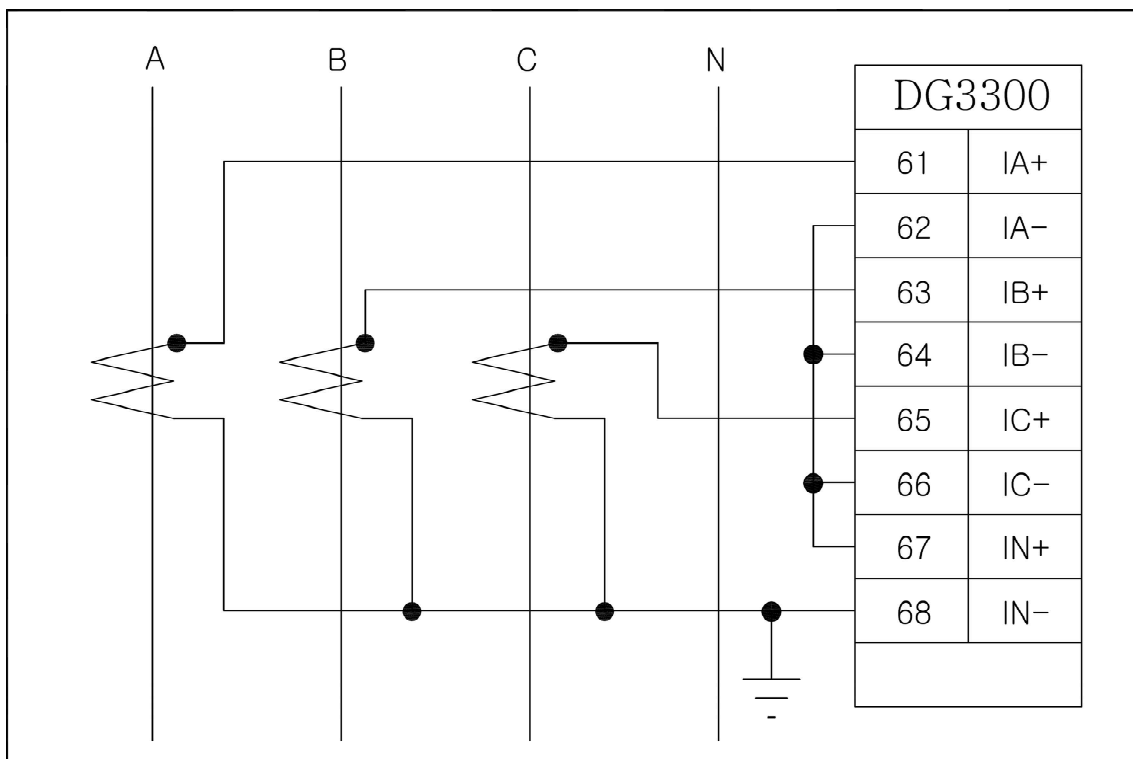 A B C N
DG3300
61 IA+
62 IA-
63 IB+
64 IB-
65 IC+
66 IC-
67 IN+
68 IN-